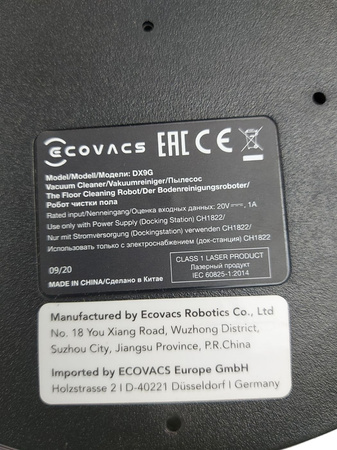 ECOVACS EAC CE
Model/Modell/Модели: DX9G
Vacuum Cleaner/Vakuumreiniger/Пылесос
The Floor Cleaning Robot/Der Bodenreinigungsroboter/
Робот чистки пола
Rated input/Nenneingang/Оценка входных данных: 20V⎓, 1A
Use only with Power Supply (Docking Station) CH1822/
Nur mit Stromversorgung (Dockingstation) CH1822/
Использовать только с электроснабжением (док-станция) CH1822
09/20
MADE IN CHINA/Сделано в Китае
CLASS 1 LASER PRODUCT
Лазерный продукт
IEC 60825-1:2014
Manufactured by Ecovacs Robotics Co., Ltd
No. 18 You Xiang Road, Wuzhong District,
Suzhou City, Jiangsu Province, P.R.China
Imported by ECOVACS Europe GmbH
Holzstrasse 2 I D-40221 Düsseldorf I Germany